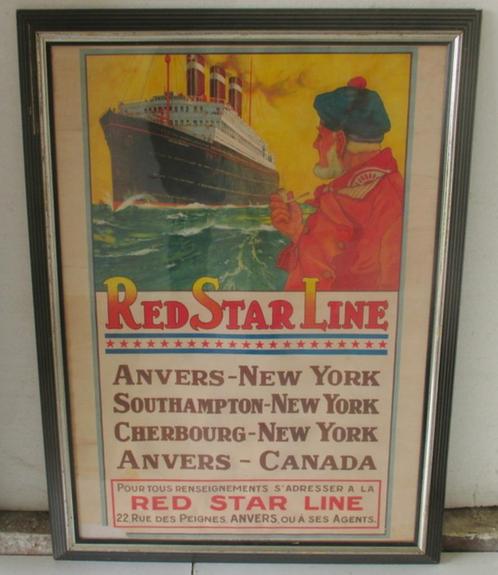 RED STAR LINE
ANVERS-NEW YORK
SOUTHAMPTON-NEW YORK
CHERBOURG-NEW YORK
ANVERS - CANADA
POUR TOUS RENSEIGNEMENTS S'ADRESSER A LA
RED STAR LINE
22, RUE DES PEIGNES, ANVERS, OU À SES AGENTS.